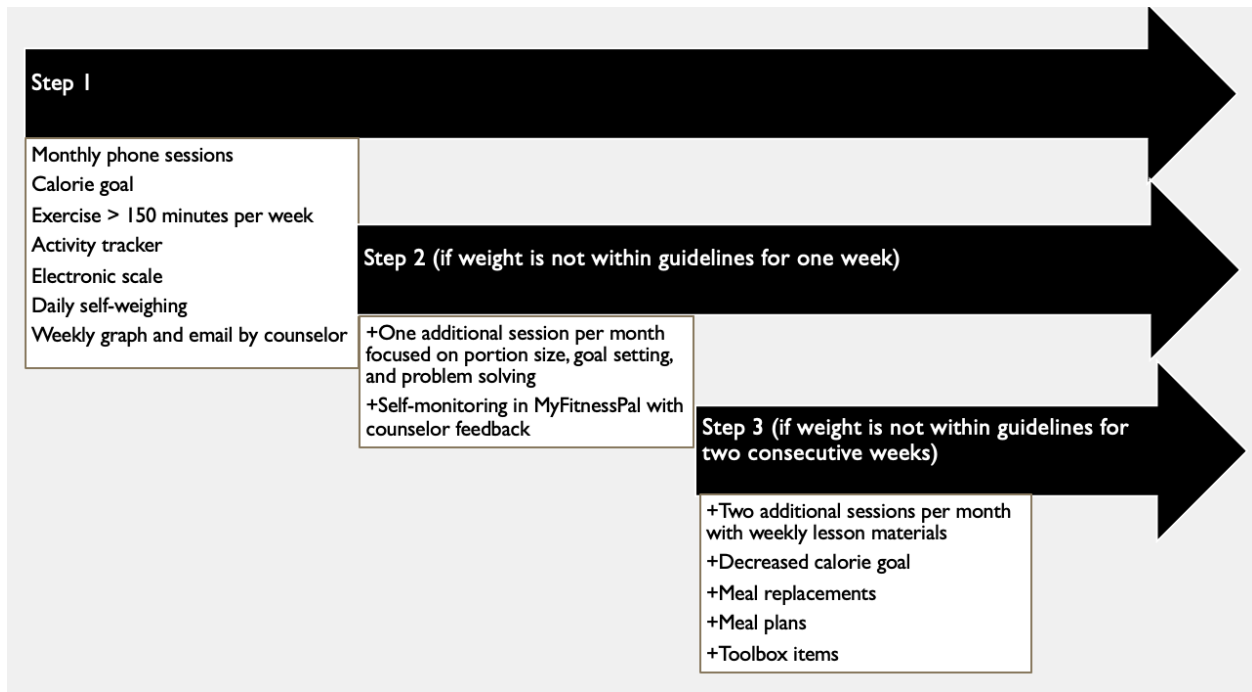 Step 1
Monthly phone sessions
Calorie goal
Exercise > 150 minutes per week
Activity tracker
Electronic scale
Daily self-weighing
Weekly graph and email by counselor
Step 2 (if weight is not within guidelines for one week)
+One additional session per month
focused on portion size, goal setting,
and problem solving
+Self-monitoring in MyFitnessPal with
counselor feedback
Step 3 (if weight is not within guidelines for
two consecutive weeks)
+Two additional sessions per month
with weekly lesson materials
+Decreased calorie goal
+Meal replacements
+Meal plans
+Toolbox items